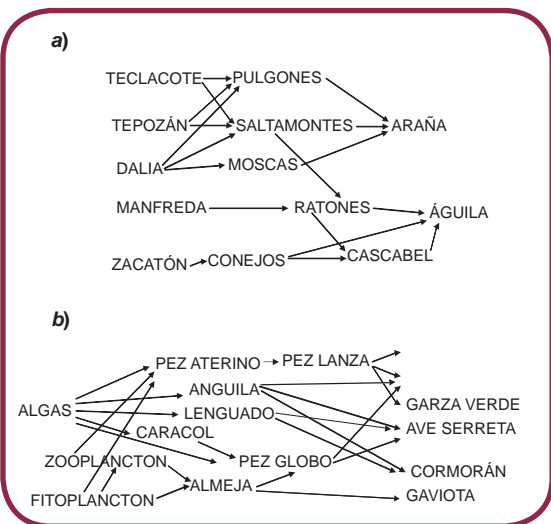 a)
TECLACOTE PULGONES
TEPOZÁN SALTAMONTES ARAÑA
DALIA MOSCAS
MANFREDA RATONES ÁGUILA
ZACATÓN CONEJOS CASCABEL
b)
PEZ ATERINO PEZ LANZA
ANGUILA
ALGAS LENGUADO GARZA VERDE
CARACOL AVE SERRETA
ZOOPLANCTON PEZ GLOBO
ALMEJA CORMORÁN
FITOPLANCTON GAVIOTA